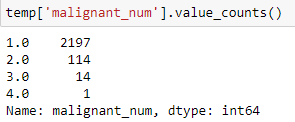 temp['malignant_num'].value_counts()
1.0    2197
2.0     114
3.0      14
4.0       1
Name: malignant_num, dtype: int64